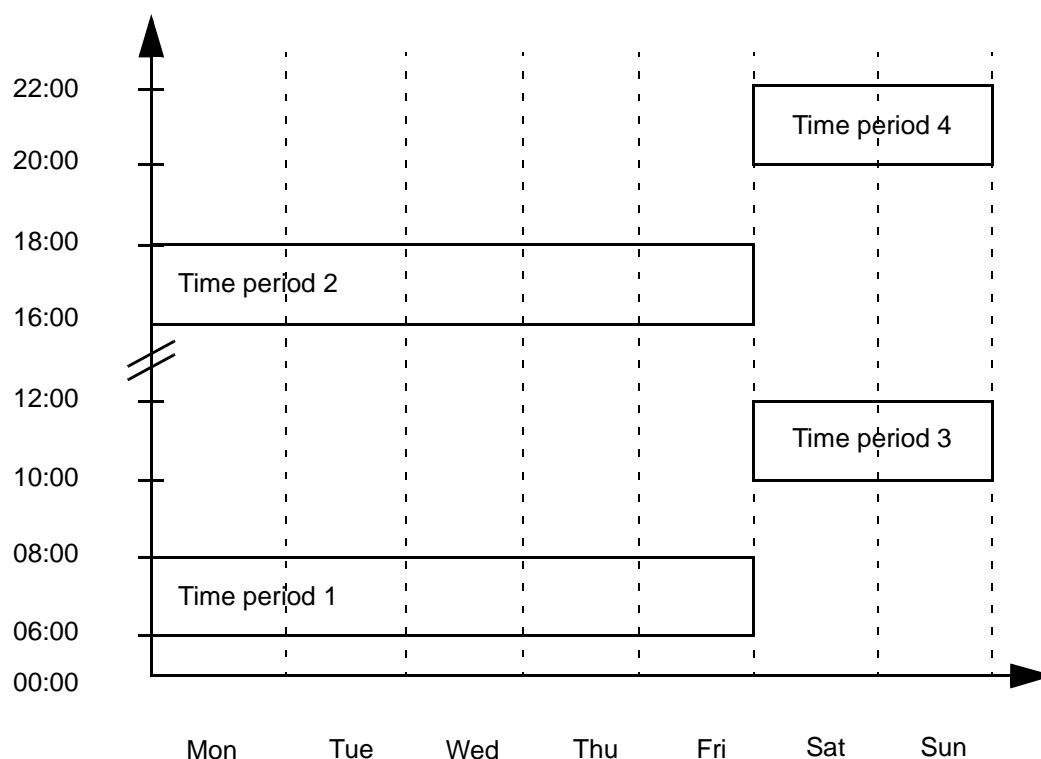 22:00
Time period 4
20:00
18:00
Time period 2
16:00
12:00
Time period 3
10:00
08:00
Time period 1
06:00
00:00
Mon Tue Wed Thu Fri Sat Sun